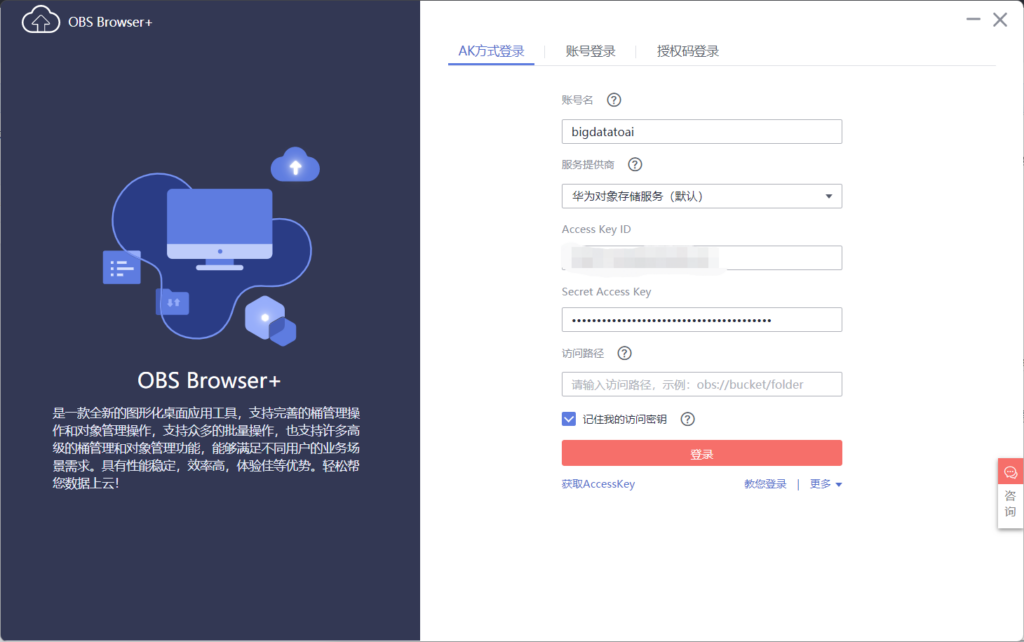 OBS Browser+
AK方式登录
账号登录
授权码登录
账号名
bigdatatoai
服务提供商
华为对象存储服务（默认）
Access Key ID
Secret Access Key
访问路径
请输入访问路径，示例：obs://bucket/folder
记住我的访问密钥
登录
获取AccessKey
教您登录 | 更多
OBS Browser+
是一款全新的图形化桌面应用工具，支持完善的桶管理操
作和对象管理操作，支持众多的批量操作，也支持许多高
级的桶管理和对象管理功能，能够满足不同用户的业务场
景需求。具有性能稳定，效率高，体验佳等优势。轻松帮
您数据上云！
咨
询